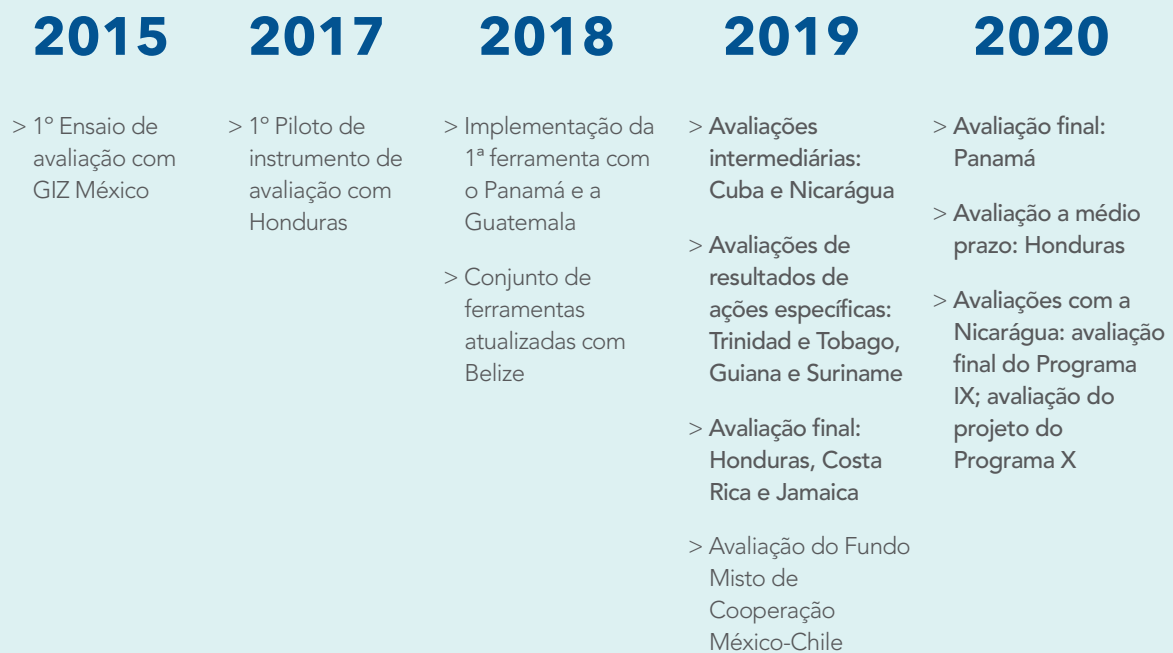 2015
> 1º Ensaio de
avaliação com
GIZ México
2017
> 1º Piloto de
instrumento de
avaliação com
Honduras
2018
> Implementação da
1ª ferramenta com
o Panamá e a
Guatemala
> Conjunto de
ferramentas
atualizadas com
Belize
2019
> Avaliações
intermediárias:
Cuba e Nicarágua
> Avaliações de
resultados de
ações específicas:
Trinidad e Tobago,
Guiana e Suriname
> Avaliação final:
Honduras, Costa
Rica e Jamaica
> Avaliação do Fundo
Misto de
Cooperação
México-Chile
2020
> Avaliação final:
Panamá
> Avaliação a médio
prazo: Honduras
> Avaliações com a
Nicarágua: avaliação
final do Programa
IX; avaliação do
projeto do
Programa X